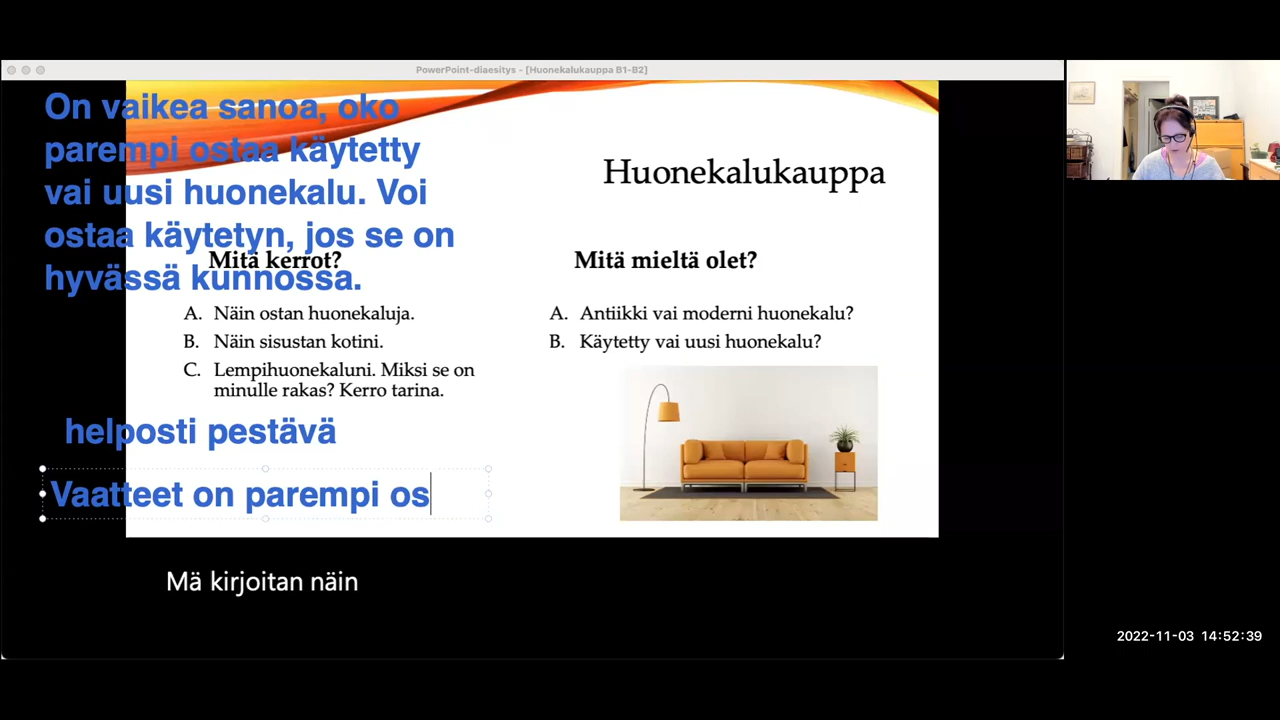 PowerPoint-diaesitys - [Huonekalukauppa B1-B2]
On vaikea sanoa, oko
parempi ostaa käytetty
vai uusi huonekalu. Voi
ostaa käytetyn, jos se on
hyvässä kunnossa.
Huonekalukauppa
Mitä kerrot?
A. Näin ostan huonekaluja.
B. Näin sisustan kotini.
C. Lempihuonekaluni. Miksi se on
minulle rakas? Kerro tarina.
Mitä mieltä olet?
A. Antiikki vai moderni huonekalu?
B. Käytetty vai uusi huonekalu?
helposti pestävä
Vaatteet on parempi os
Mä kirjoitan näin
2022-11-03 14:52:39